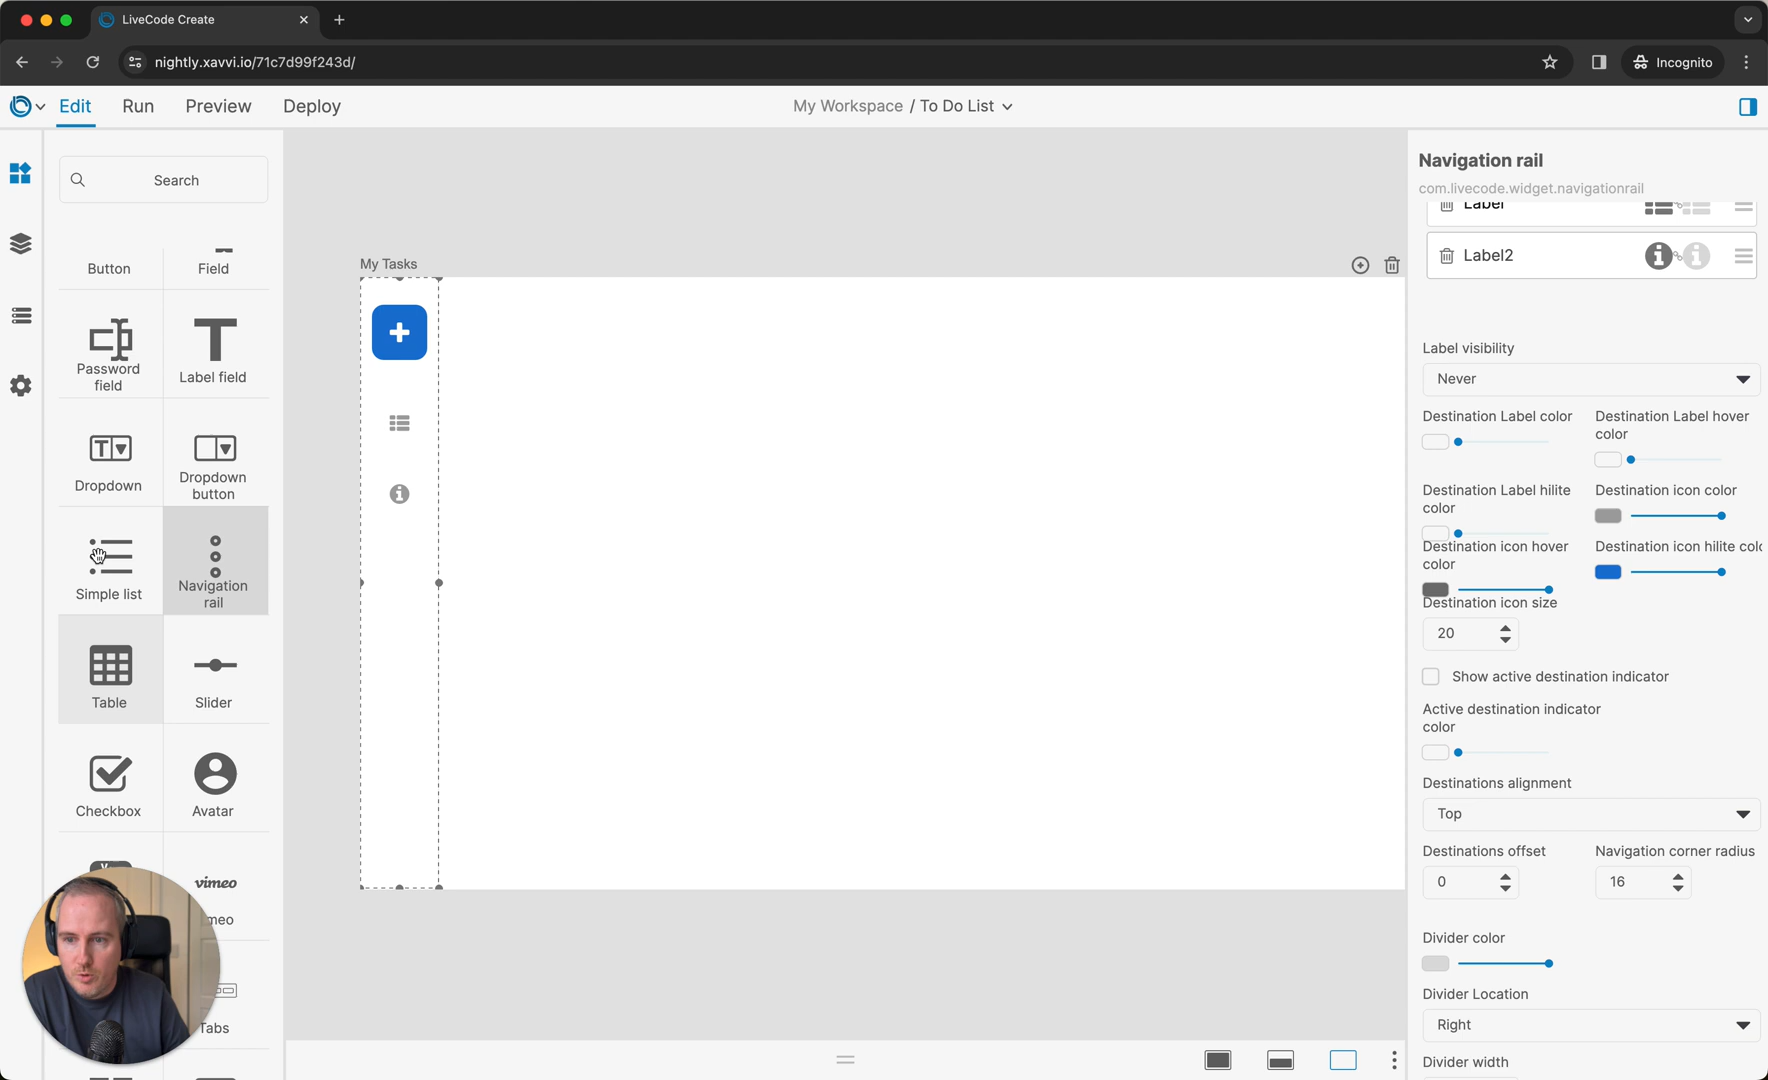 LiveCode Create
nightly.xavvi.io/71c7d99f243d/
Incognito
Edit
Run
Preview
Deploy
My Workspace / To Do List
Search
Button
Field
Password
field
Label field
Dropdown
Dropdown
button
Simple list
Navigation
rail
Table
Slider
Checkbox
Avatar
vimeo
meo
Tabs
My Tasks
Navigation rail
com.livecode.widget.navigationrail
Label
Label2
Label visibility
Never
Destination Label color
Destination Label hover
color
Destination Label hilite
color
Destination icon color
Destination icon hover
color
Destination icon hilite colo
Destination icon size
20
Show active destination indicator
Active destination indicator
color
Destinations alignment
Top
Destinations offset
Navigation corner radius
0
16
Divider color
Divider Location
Right
Divider width